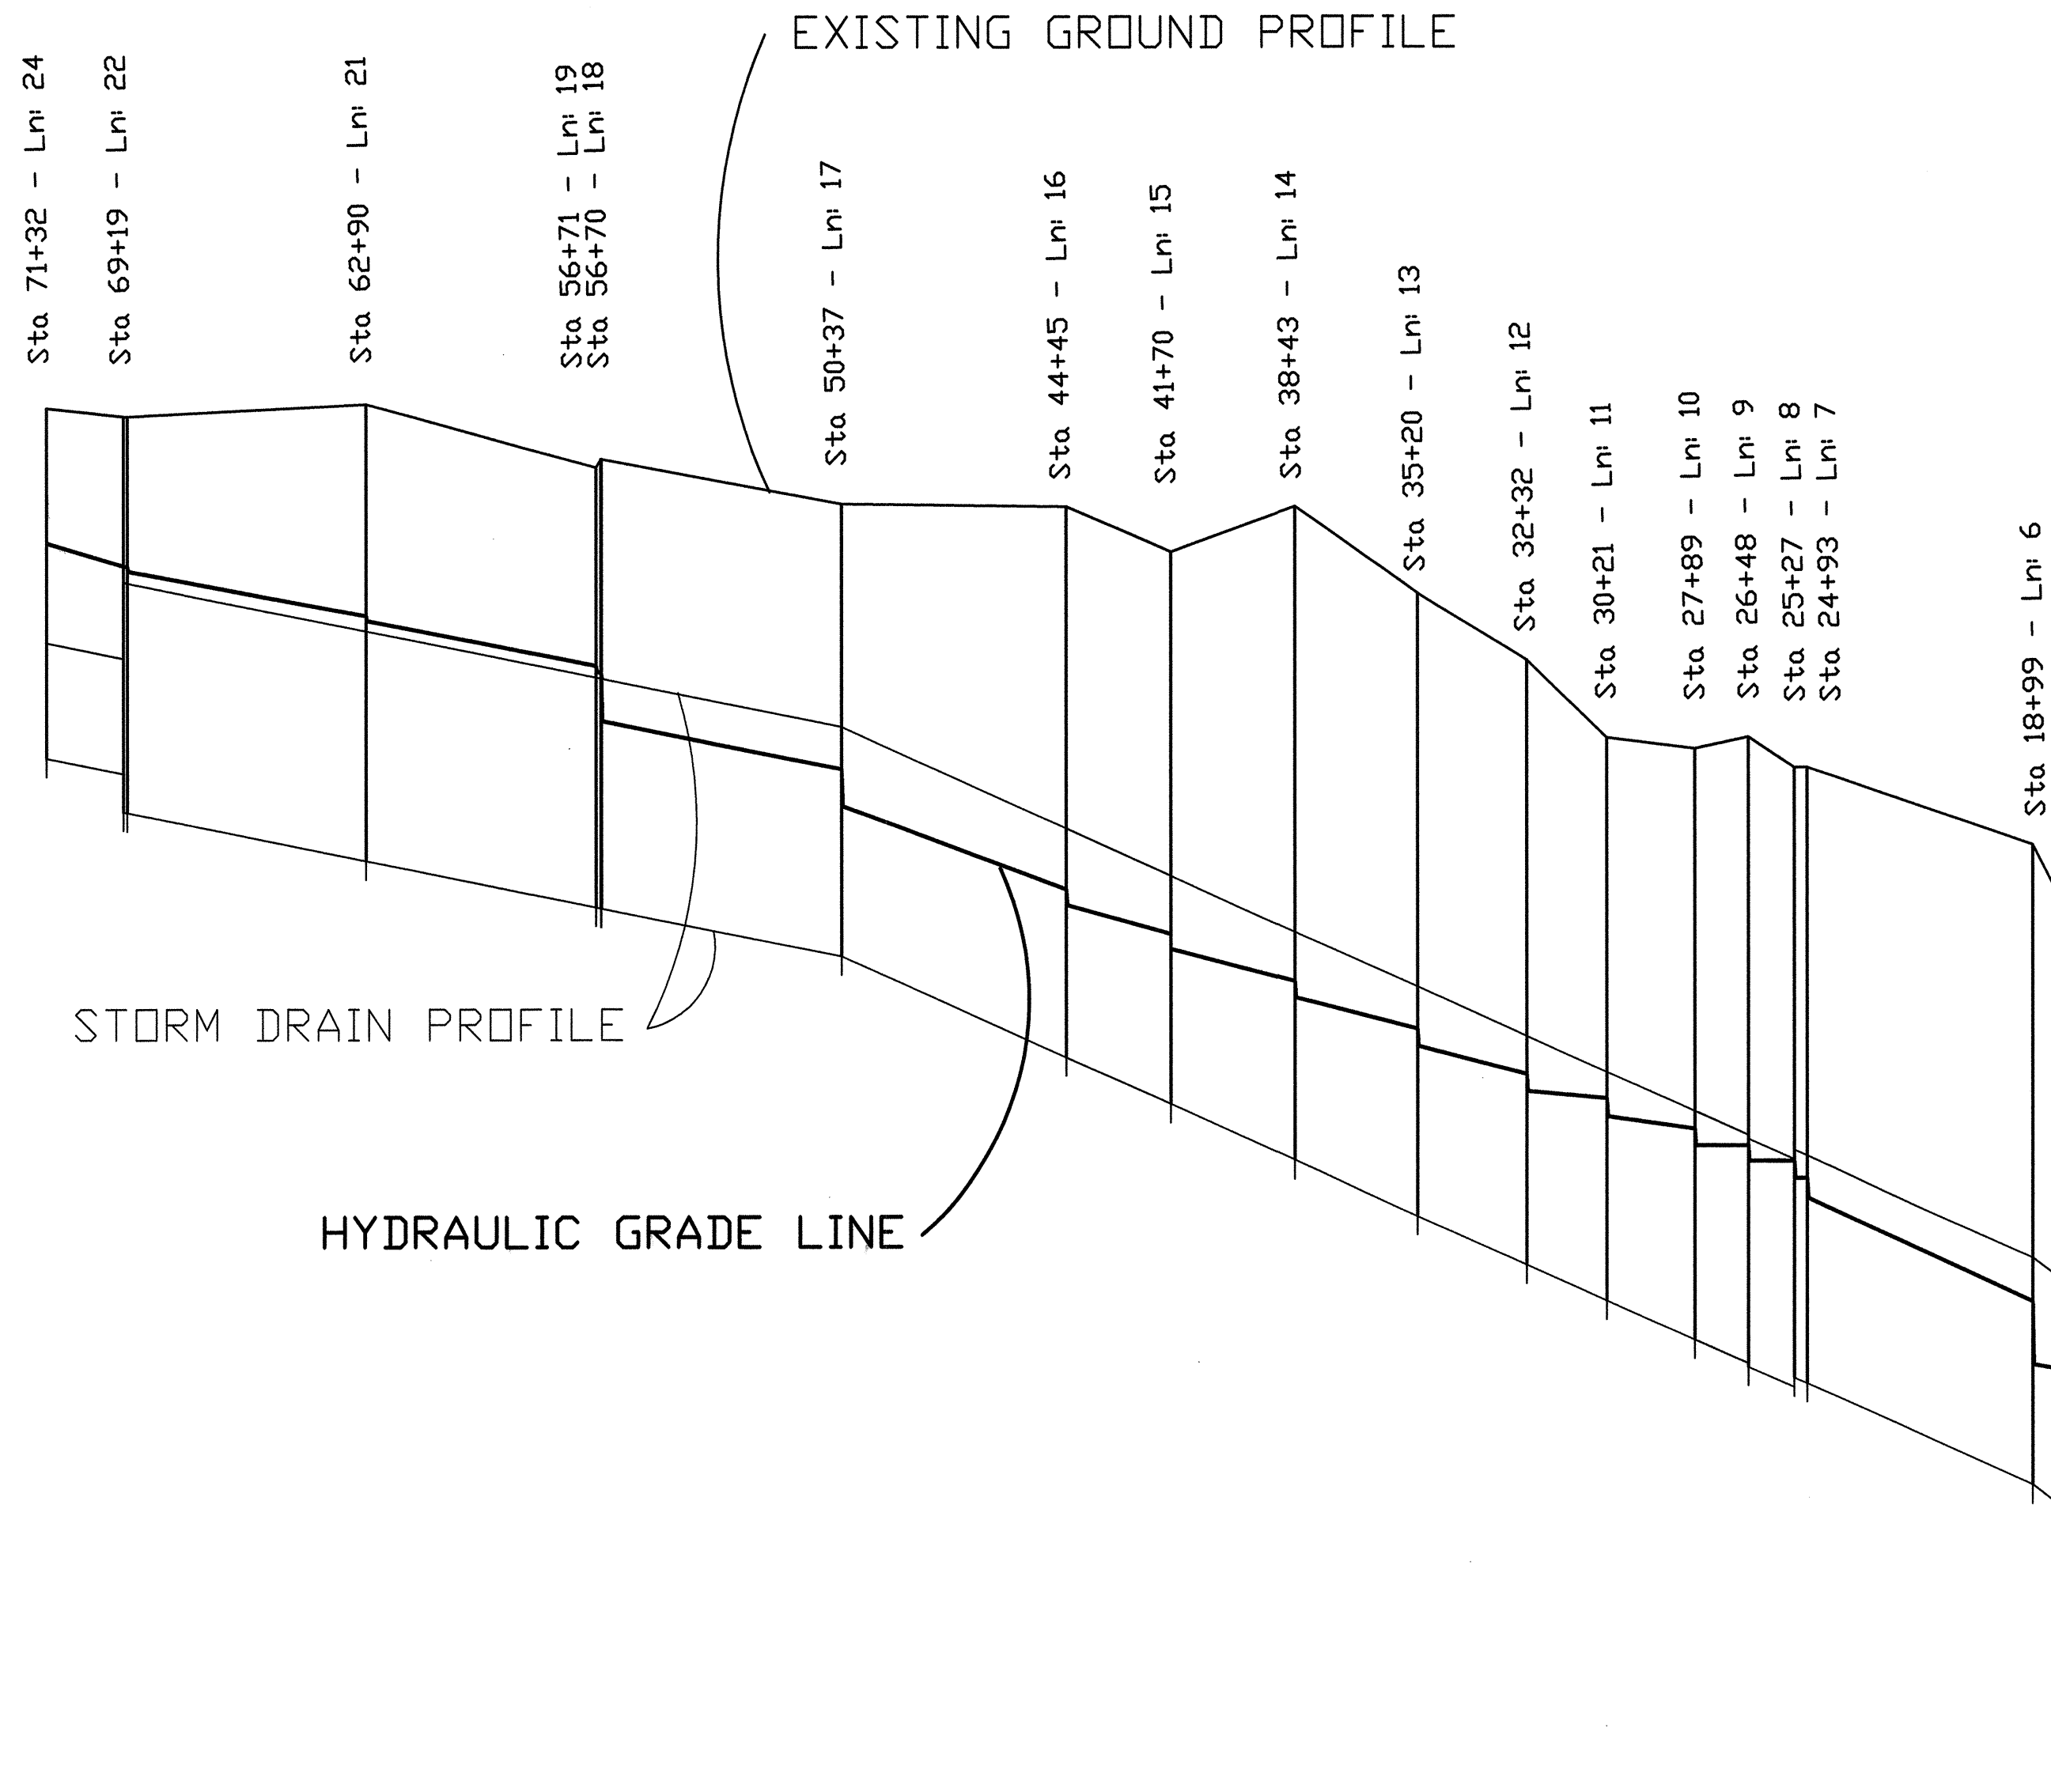 EXISTING GROUND PROFILE
Sta 71+32 - Ln: 24
Sta 69+19 - Ln: 22
Sta 62+90 - Ln: 21
Sta 56+71 - Ln: 19
Sta 56+70 - Ln: 18
Sta 50+37 - Ln: 17
Sta 44+45 - Ln: 16
Sta 41+70 - Ln: 15
Sta 38+43 - Ln: 14
Sta 35+20 - Ln: 13
Sta 32+32 - Ln: 12
Sta 30+21 - Ln: 11
Sta 27+89 - Ln: 10
Sta 26+48 - Ln: 9
Sta 25+27 - Ln: 8
Sta 24+93 - Ln: 7
Sta 18+99 - Ln: 6
STORM DRAIN PROFILE
HYDRAULIC GRADE LINE